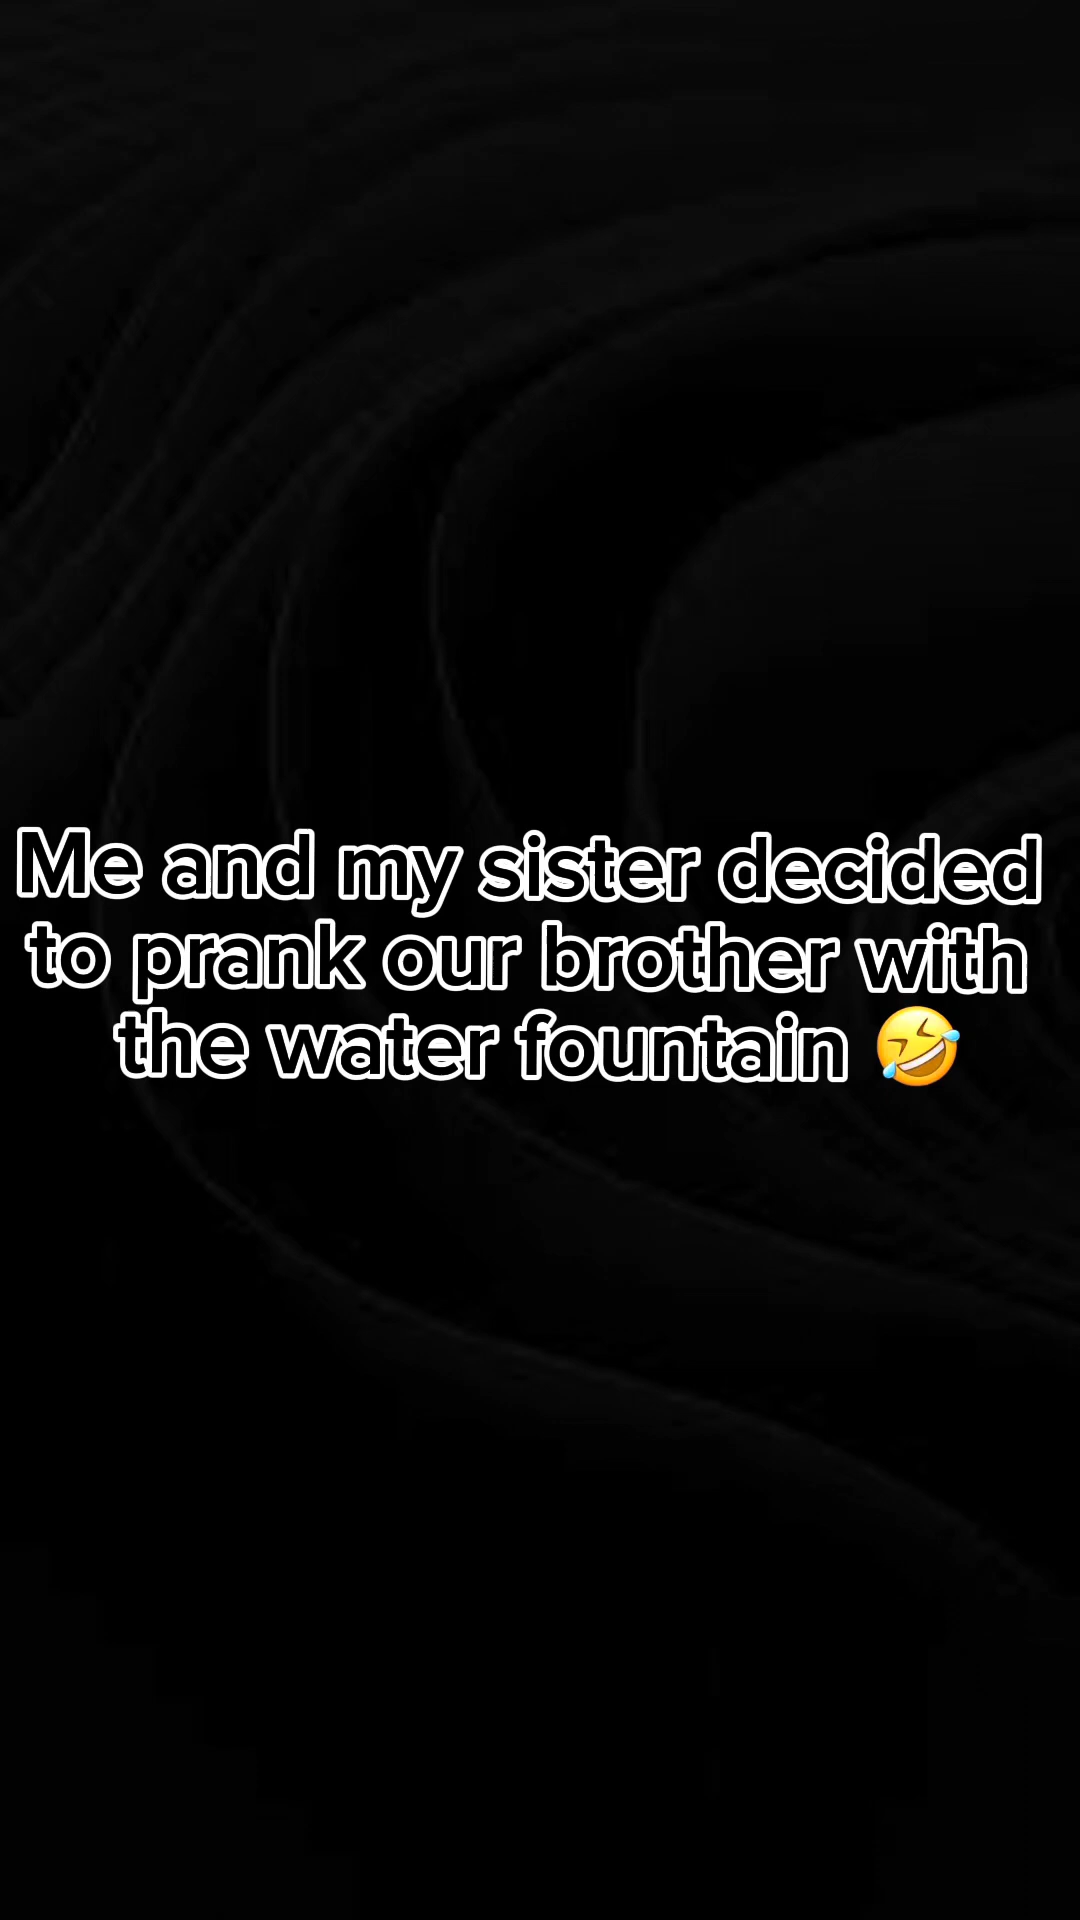 Me and my sister decided
to prank our brother with
the water fountain 🤣